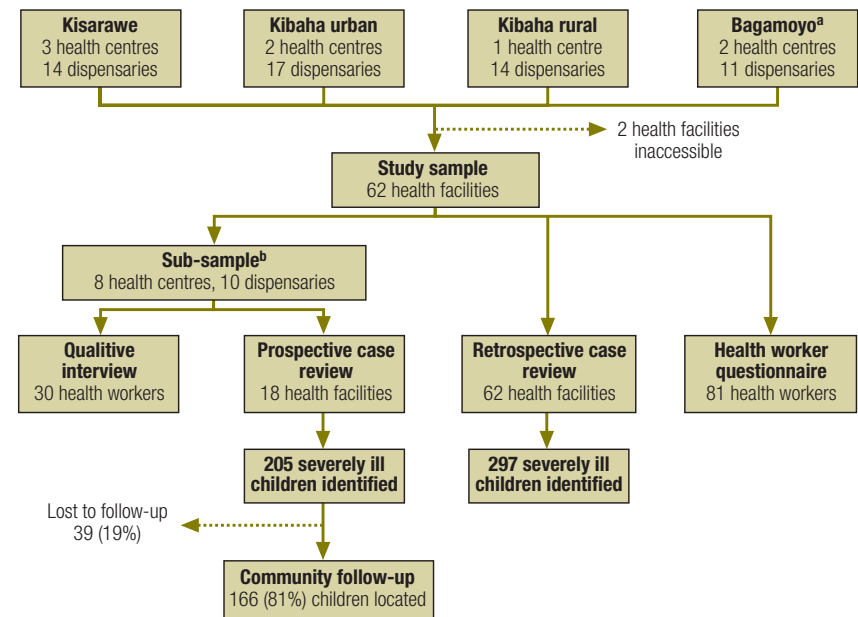 Kisarawe
3 health centres
14 dispensaries
Kibaha urban
2 health centres
17 dispensaries
Kibaha rural
1 health centre
14 dispensaries
Bagamoyoᵃ
2 health centres
11 dispensaries
2 health facilities
inaccessible
Study sample
62 health facilities
Sub-sampleᵇ
8 health centres, 10 dispensaries
Qualitive
interview
30 health workers
Prospective case
review
18 health facilities
Retrospective case
review
62 health facilities
Health worker
questionnaire
81 health workers
205 severely ill
children identified
297 severely ill
children identified
Lost to follow-up
39 (19%)
Community follow-up
166 (81%) children located